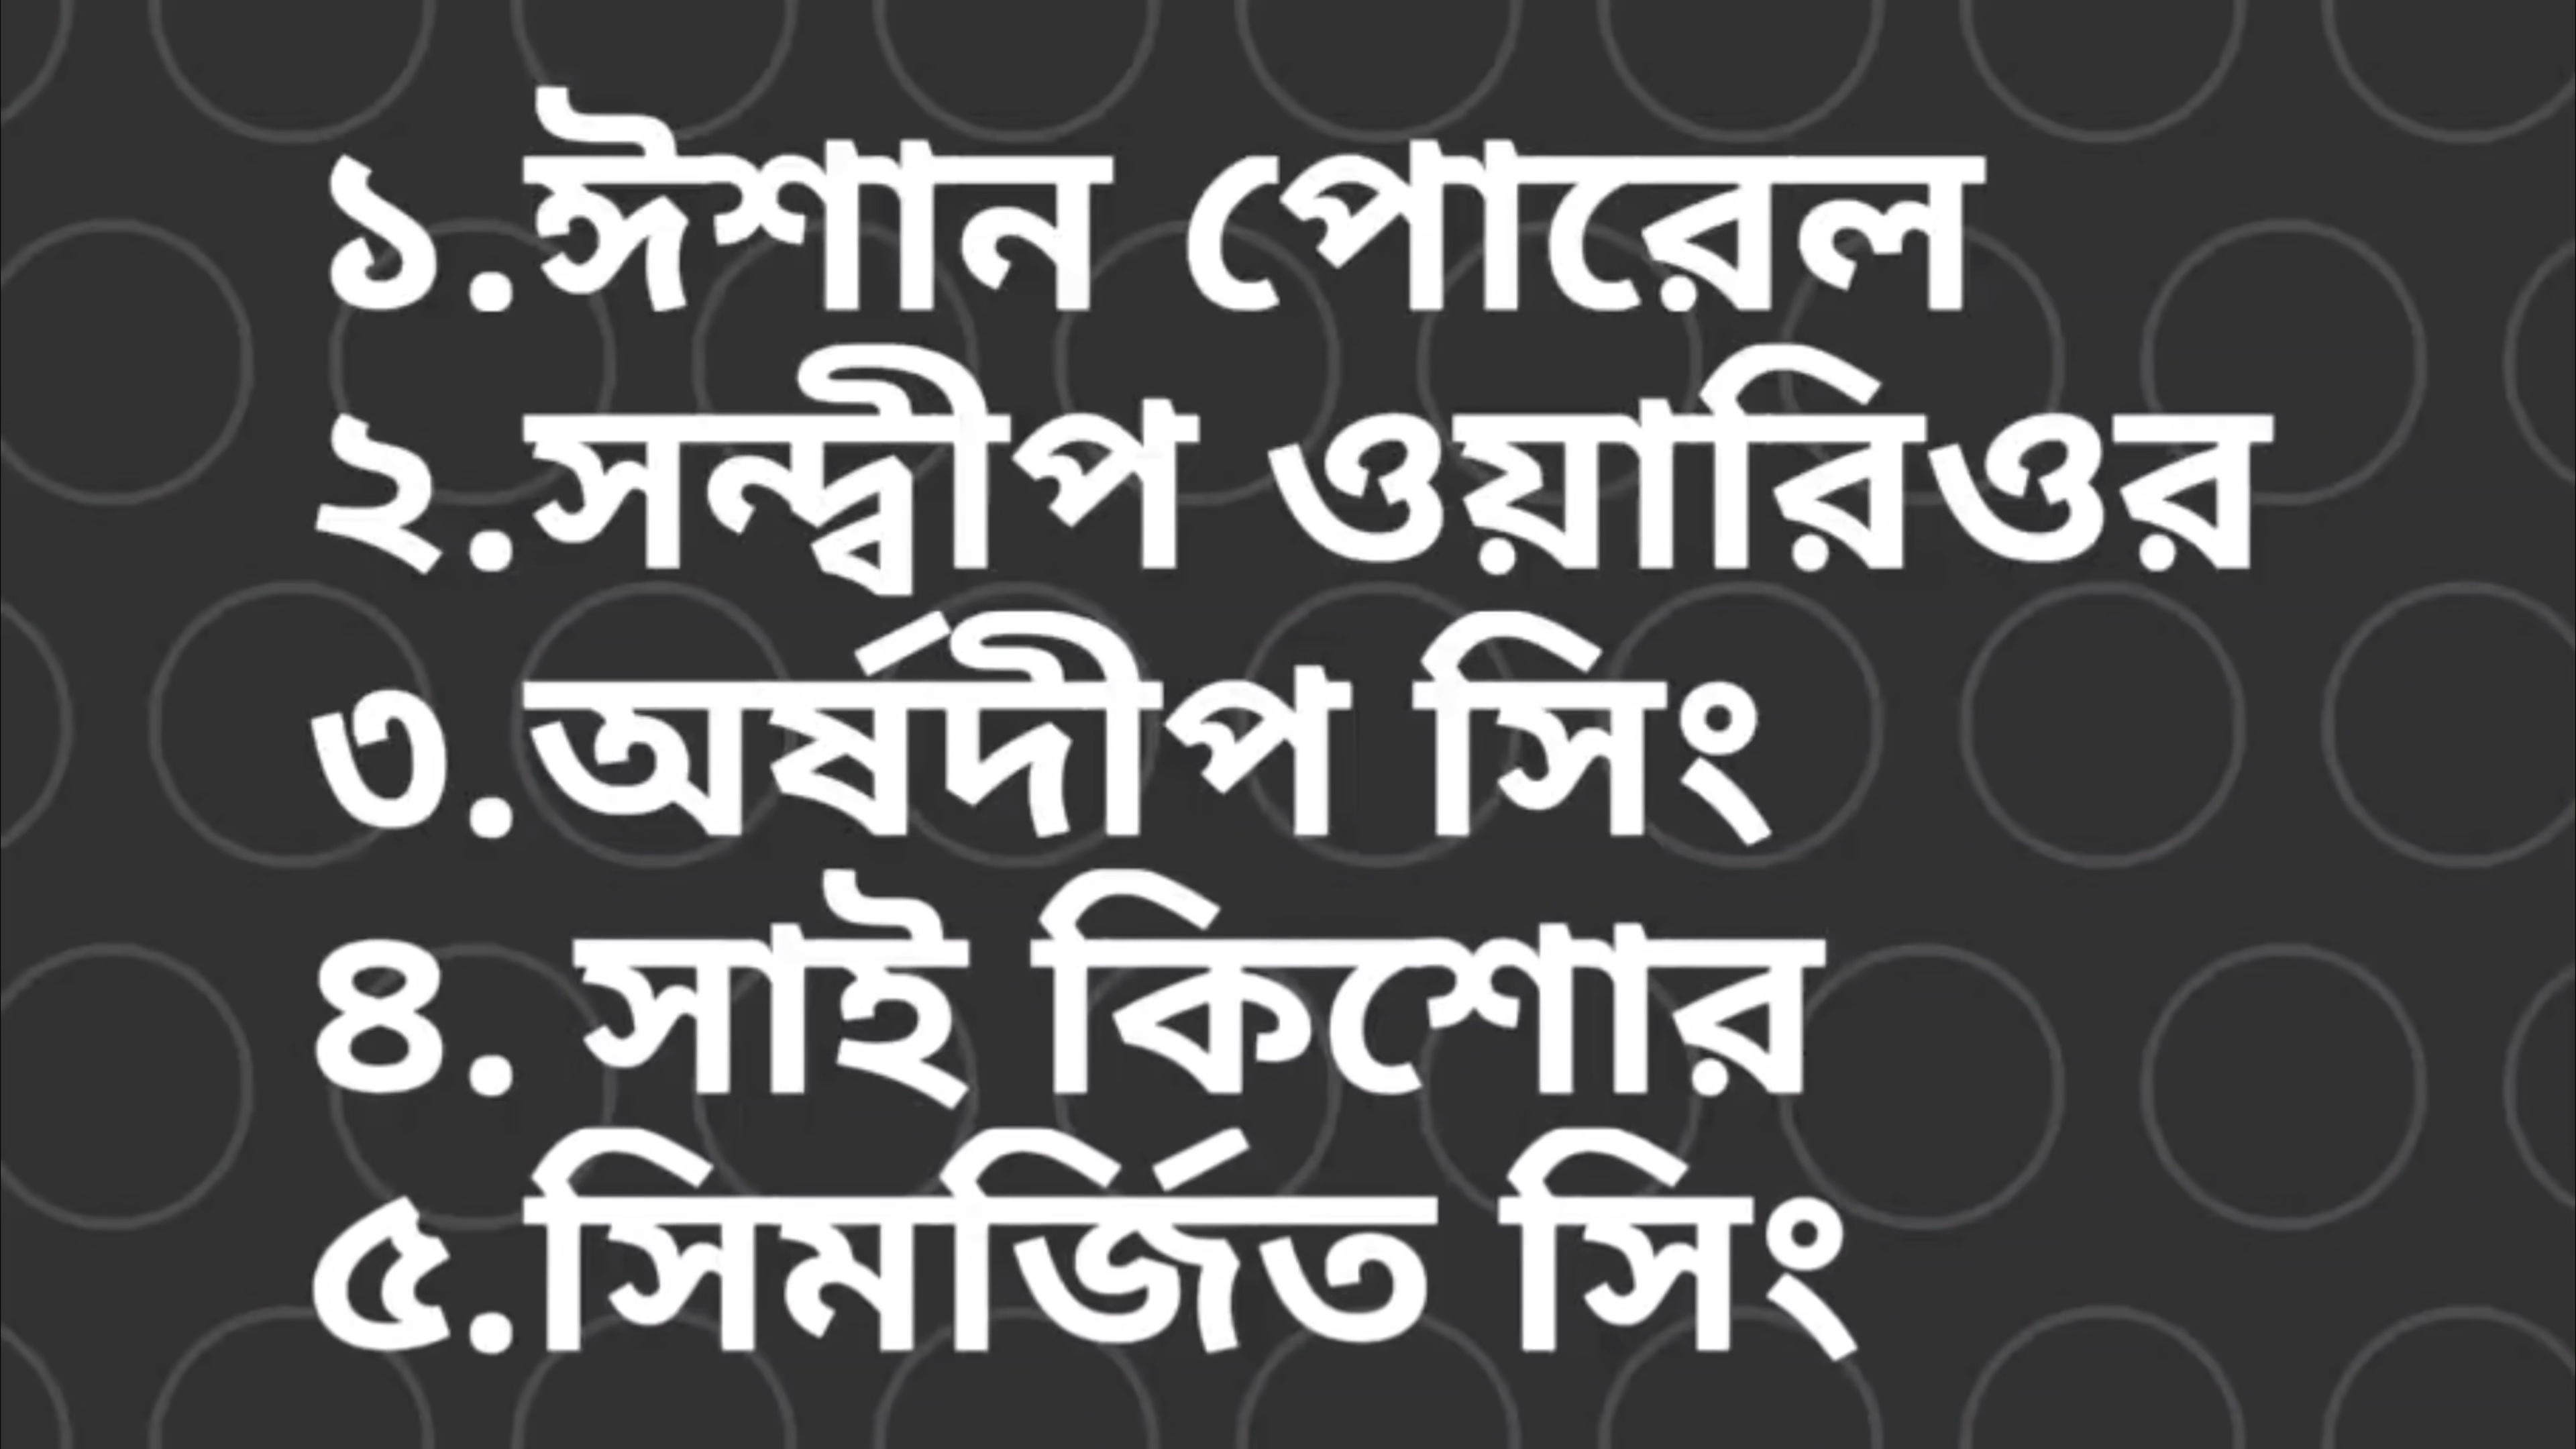 ১.ঈশান পোরেল
২.সন্দ্বীপ ওয়ারিওর
৩.অর্ষদীপ সিং
৪. সাই কিশোর
৫.সিমর্জিত সিং